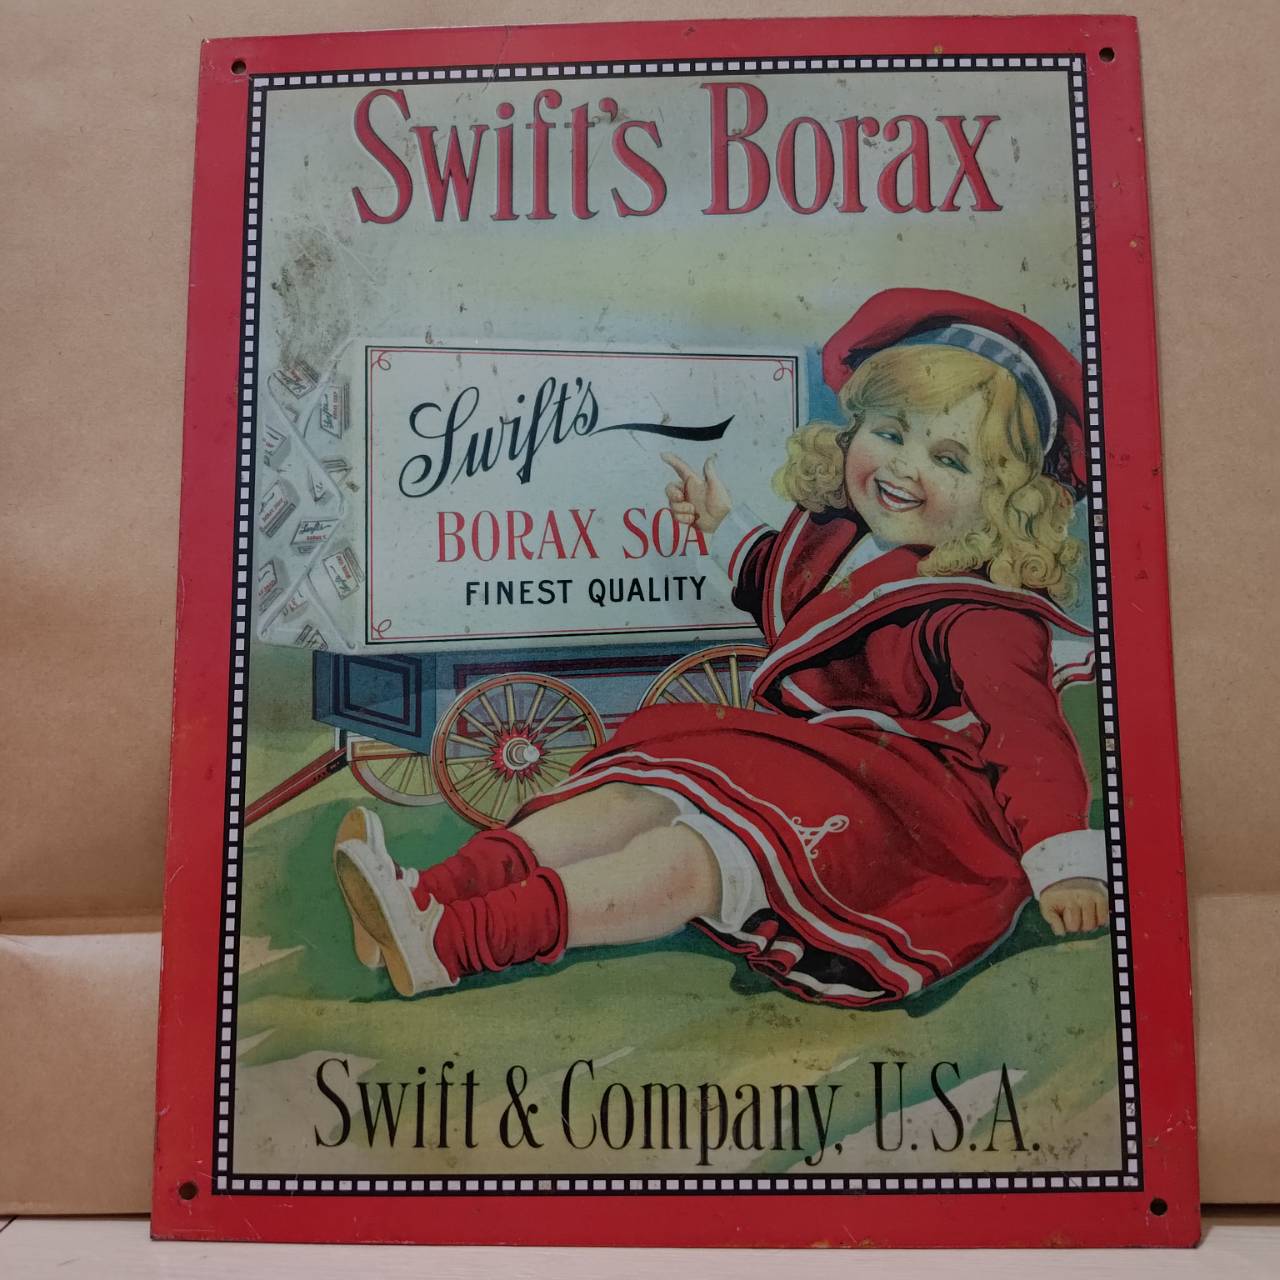 Swift's Borax
Swift's
BORAX SOA
FINEST QUALITY
A
Swift & Company, U.S.A.